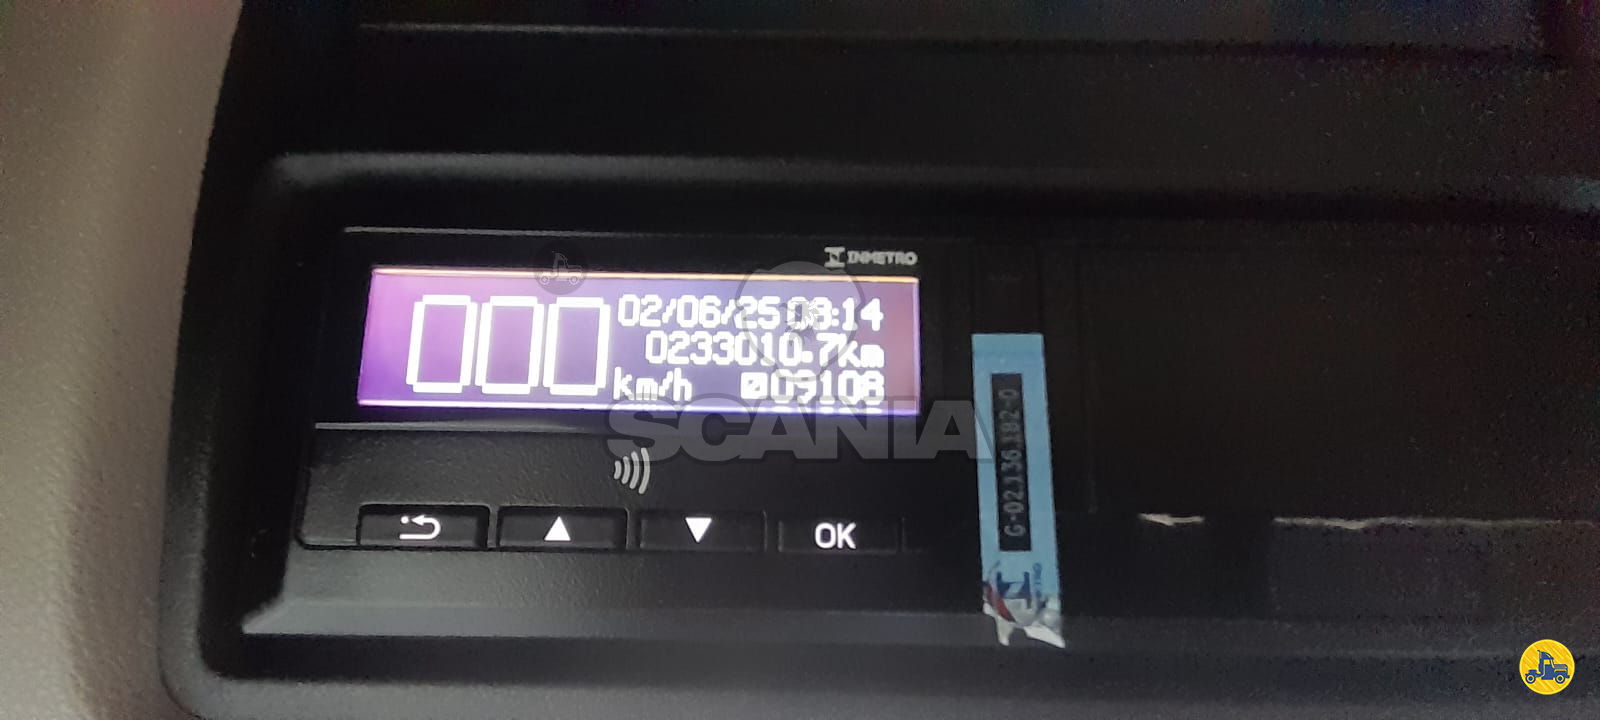 INMETRO
000
02/06/25 08:14
0233010.7Km
km/h 009108
SCANIA
OK
G-02.136.182-0